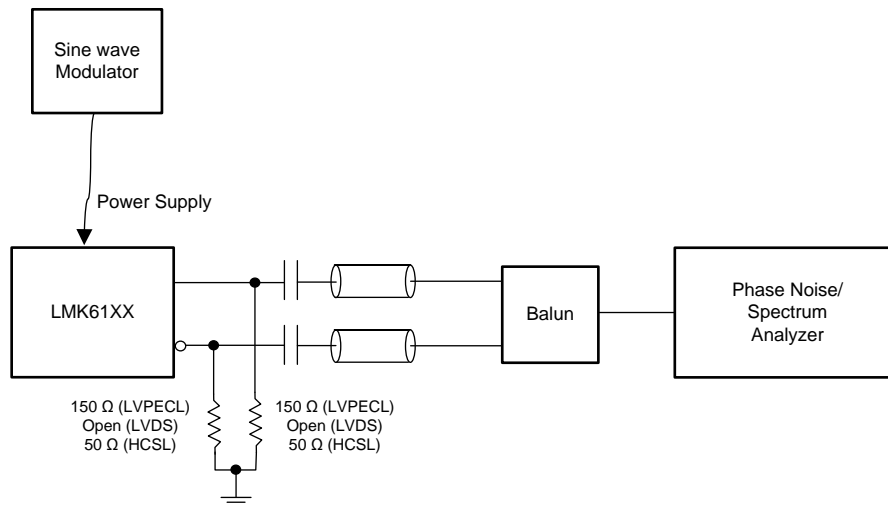 Sine wave
Modulator
Power Supply
LMK61XX
Balun
Phase Noise/
Spectrum
Analyzer
150 Ω (LVPECL)
Open (LVDS)
50 Ω (HCSL)
150 Ω (LVPECL)
Open (LVDS)
50 Ω (HCSL)